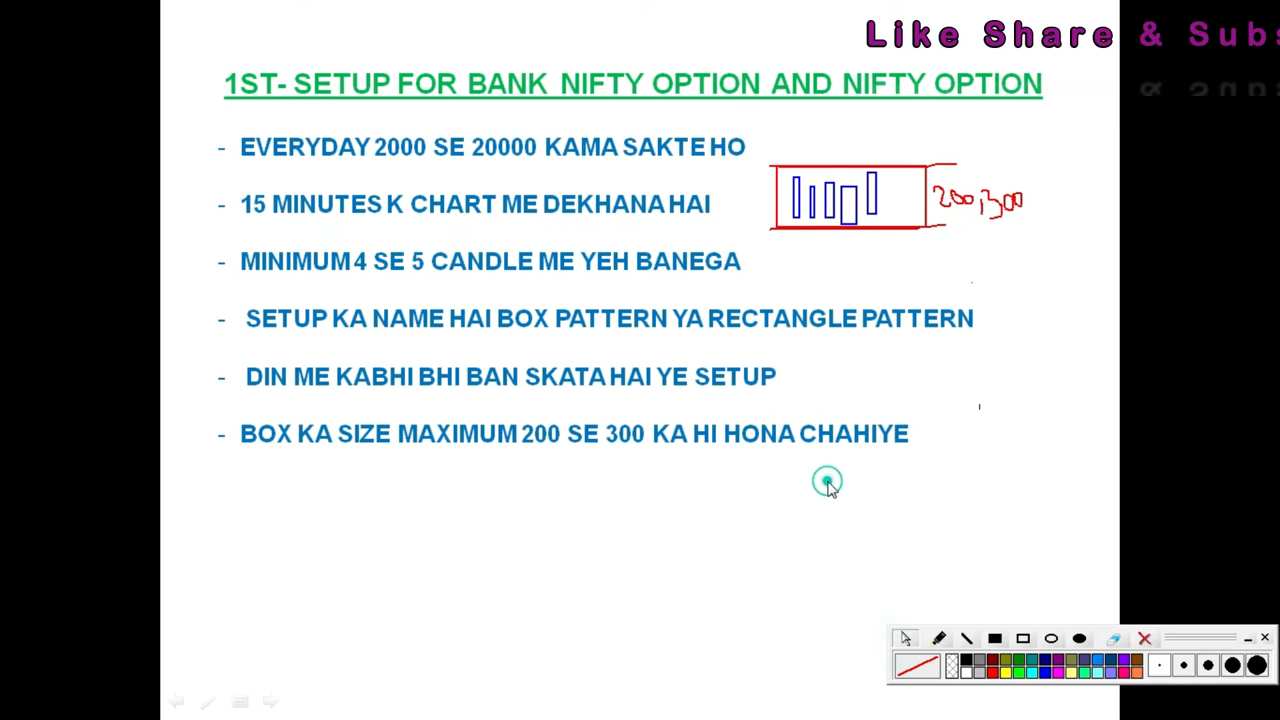 Like Share & Subs
1ST- SETUP FOR BANK NIFTY OPTION AND NIFTY OPTION
- EVERYDAY 2000 SE 20000 KAMA SAKTE HO
- 15 MINUTES K CHART ME DEKHANA HAI
200,300
- MINIMUM 4 SE 5 CANDLE ME YEH BANEGA
- SETUP KA NAME HAI BOX PATTERN YA RECTANGLE PATTERN
- DIN ME KABHI BHI BAN SKATA HAI YE SETUP
- BOX KA SIZE MAXIMUM 200 SE 300 KA HI HONA CHAHIYE